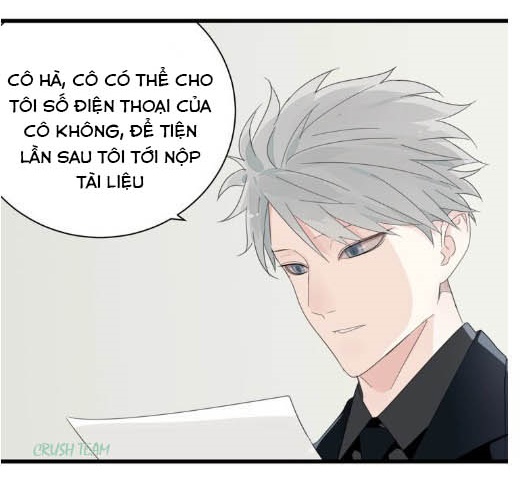 CÔ HÀ, CÔ CÓ THỂ CHO
TÔI SỐ ĐIỆN THOẠI CỦA
CÔ KHÔNG, ĐỂ TIỆN
LẦN SAU TÔI TỚI NỘP
TÀI LIỆU
CRUSH TEAM